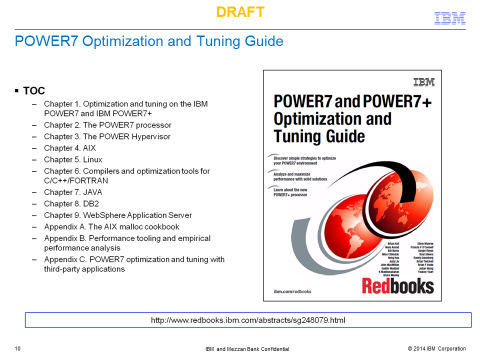 DRAFT
IBM
POWER7 Optimization and Tuning Guide
TOC
– Chapter 1. Optimization and tuning on the IBM
POWER7 and IBM POWER7+
– Chapter 2. The POWER7 processor
– Chapter 3. The POWER Hypervisor
– Chapter 4. AIX
– Chapter 5. Linux
– Chapter 6. Compilers and optimization tools for
C/C++/FORTRAN
– Chapter 7. JAVA
– Chapter 8. DB2
– Chapter 9. WebSphere Application Server
– Appendix A. The AIX malloc cookbook
– Appendix B. Performance tooling and empirical
performance analysis
– Appendix C. POWER7 optimization and tuning with
third-party applications
IBM
POWER7 and POWER7+
Optimization and
Tuning Guide
Discover simple strategies to optimize
your POWER7 environment
Analyze and maximize
performance with solid solutions
Learn about the new
POWER7+ processor
ibm.com/redbooks
Redbooks
http://www.redbooks.ibm.com/abstracts/sg248079.html
10
IBM and Mezzan Bank Confidential
© 2014 IBM Corporation